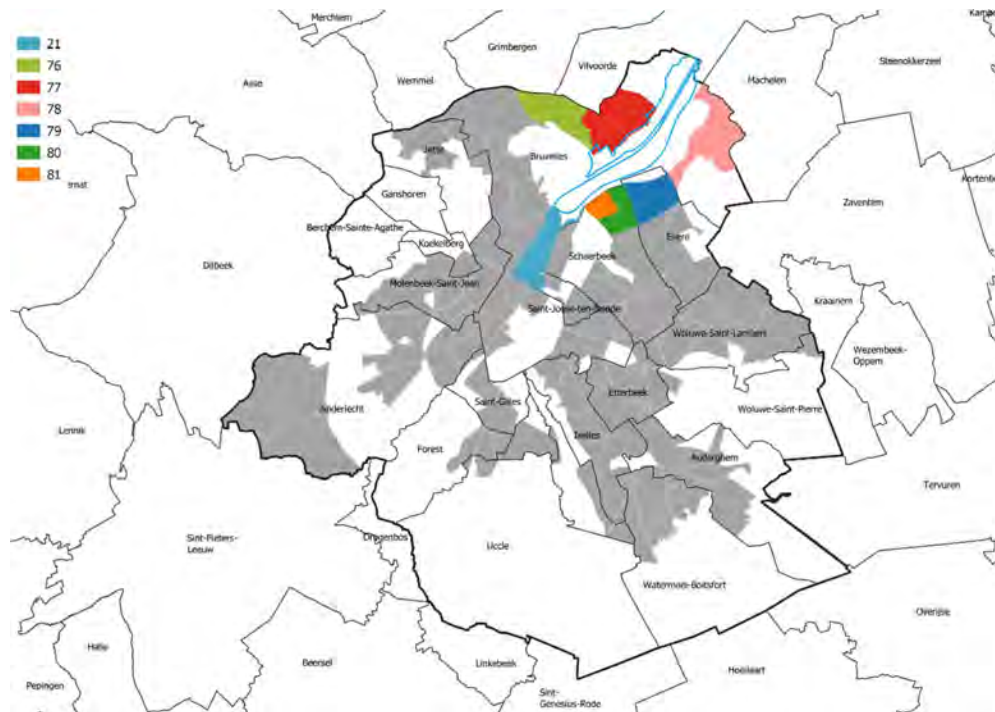 Merchtem
Grimbergen
Vilvoorde
Steenokkerzeel
Asse
Wemmel
Machelen
21
76
77
78
79
80
81
Jette
Bruxelles
Ganshoren
Zaventem
Berchem-Sainte-Agathe
Koekelberg
Evere
Dilbeek
Schaerbeek
Molenbeek-Saint-Jean
Saint-Josse-ten-Noode
Kraainem
Woluwe-Saint-Lambert
Wezembeek-
Oppem
Etterbeek
Saint-Gilles
Woluwe-Saint-Pierre
Anderlecht
Lennik
Ixelles
Forest
Auderghem
Tervuren
Sint-Pieters-
Leeuw
Drogenbos
Uccle
Watermael-Boitsfort
Overijse
Halle
Beersel
Linkebeek
Hoeilaart
Pepingen
Sint-
Genesius-Rode